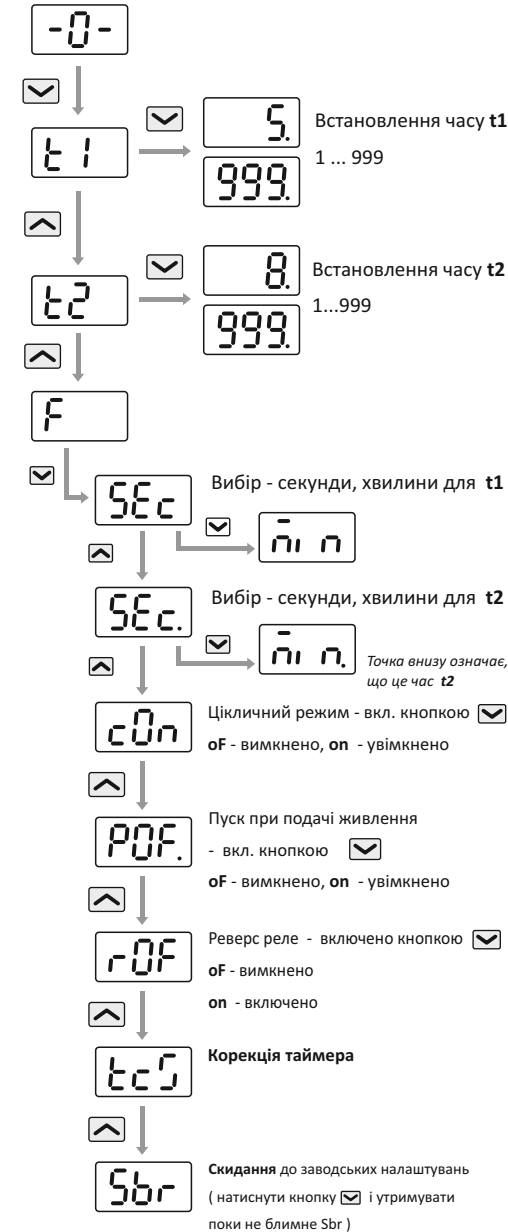 -0-
t1
5.
Встановлення часу t1
999.
1 ... 999
t2
8.
Встановлення часу t2
999.
1...999
F
SEc
Вибір - секунди, хвилини для t1
min
SEc.
Вибір - секунди, хвилини для t2
min.
Точка внизу означає,
що це час t2
c0n
Цікличний режим - вкл. кнопкою
oF - вимкнено, on - увімкнено
P0F.
Пуск при подачі живлення
- вкл. кнопкою
oF - вимкнено, on - увімкнено
r0F
Реверс реле - включено кнопкою
oF - вимкнено
on - включено
tc5
Корекція таймера
Sbr
Скидання до заводських налаштувань
( натиснути кнопку і утримувати
поки не блимне Sbr )